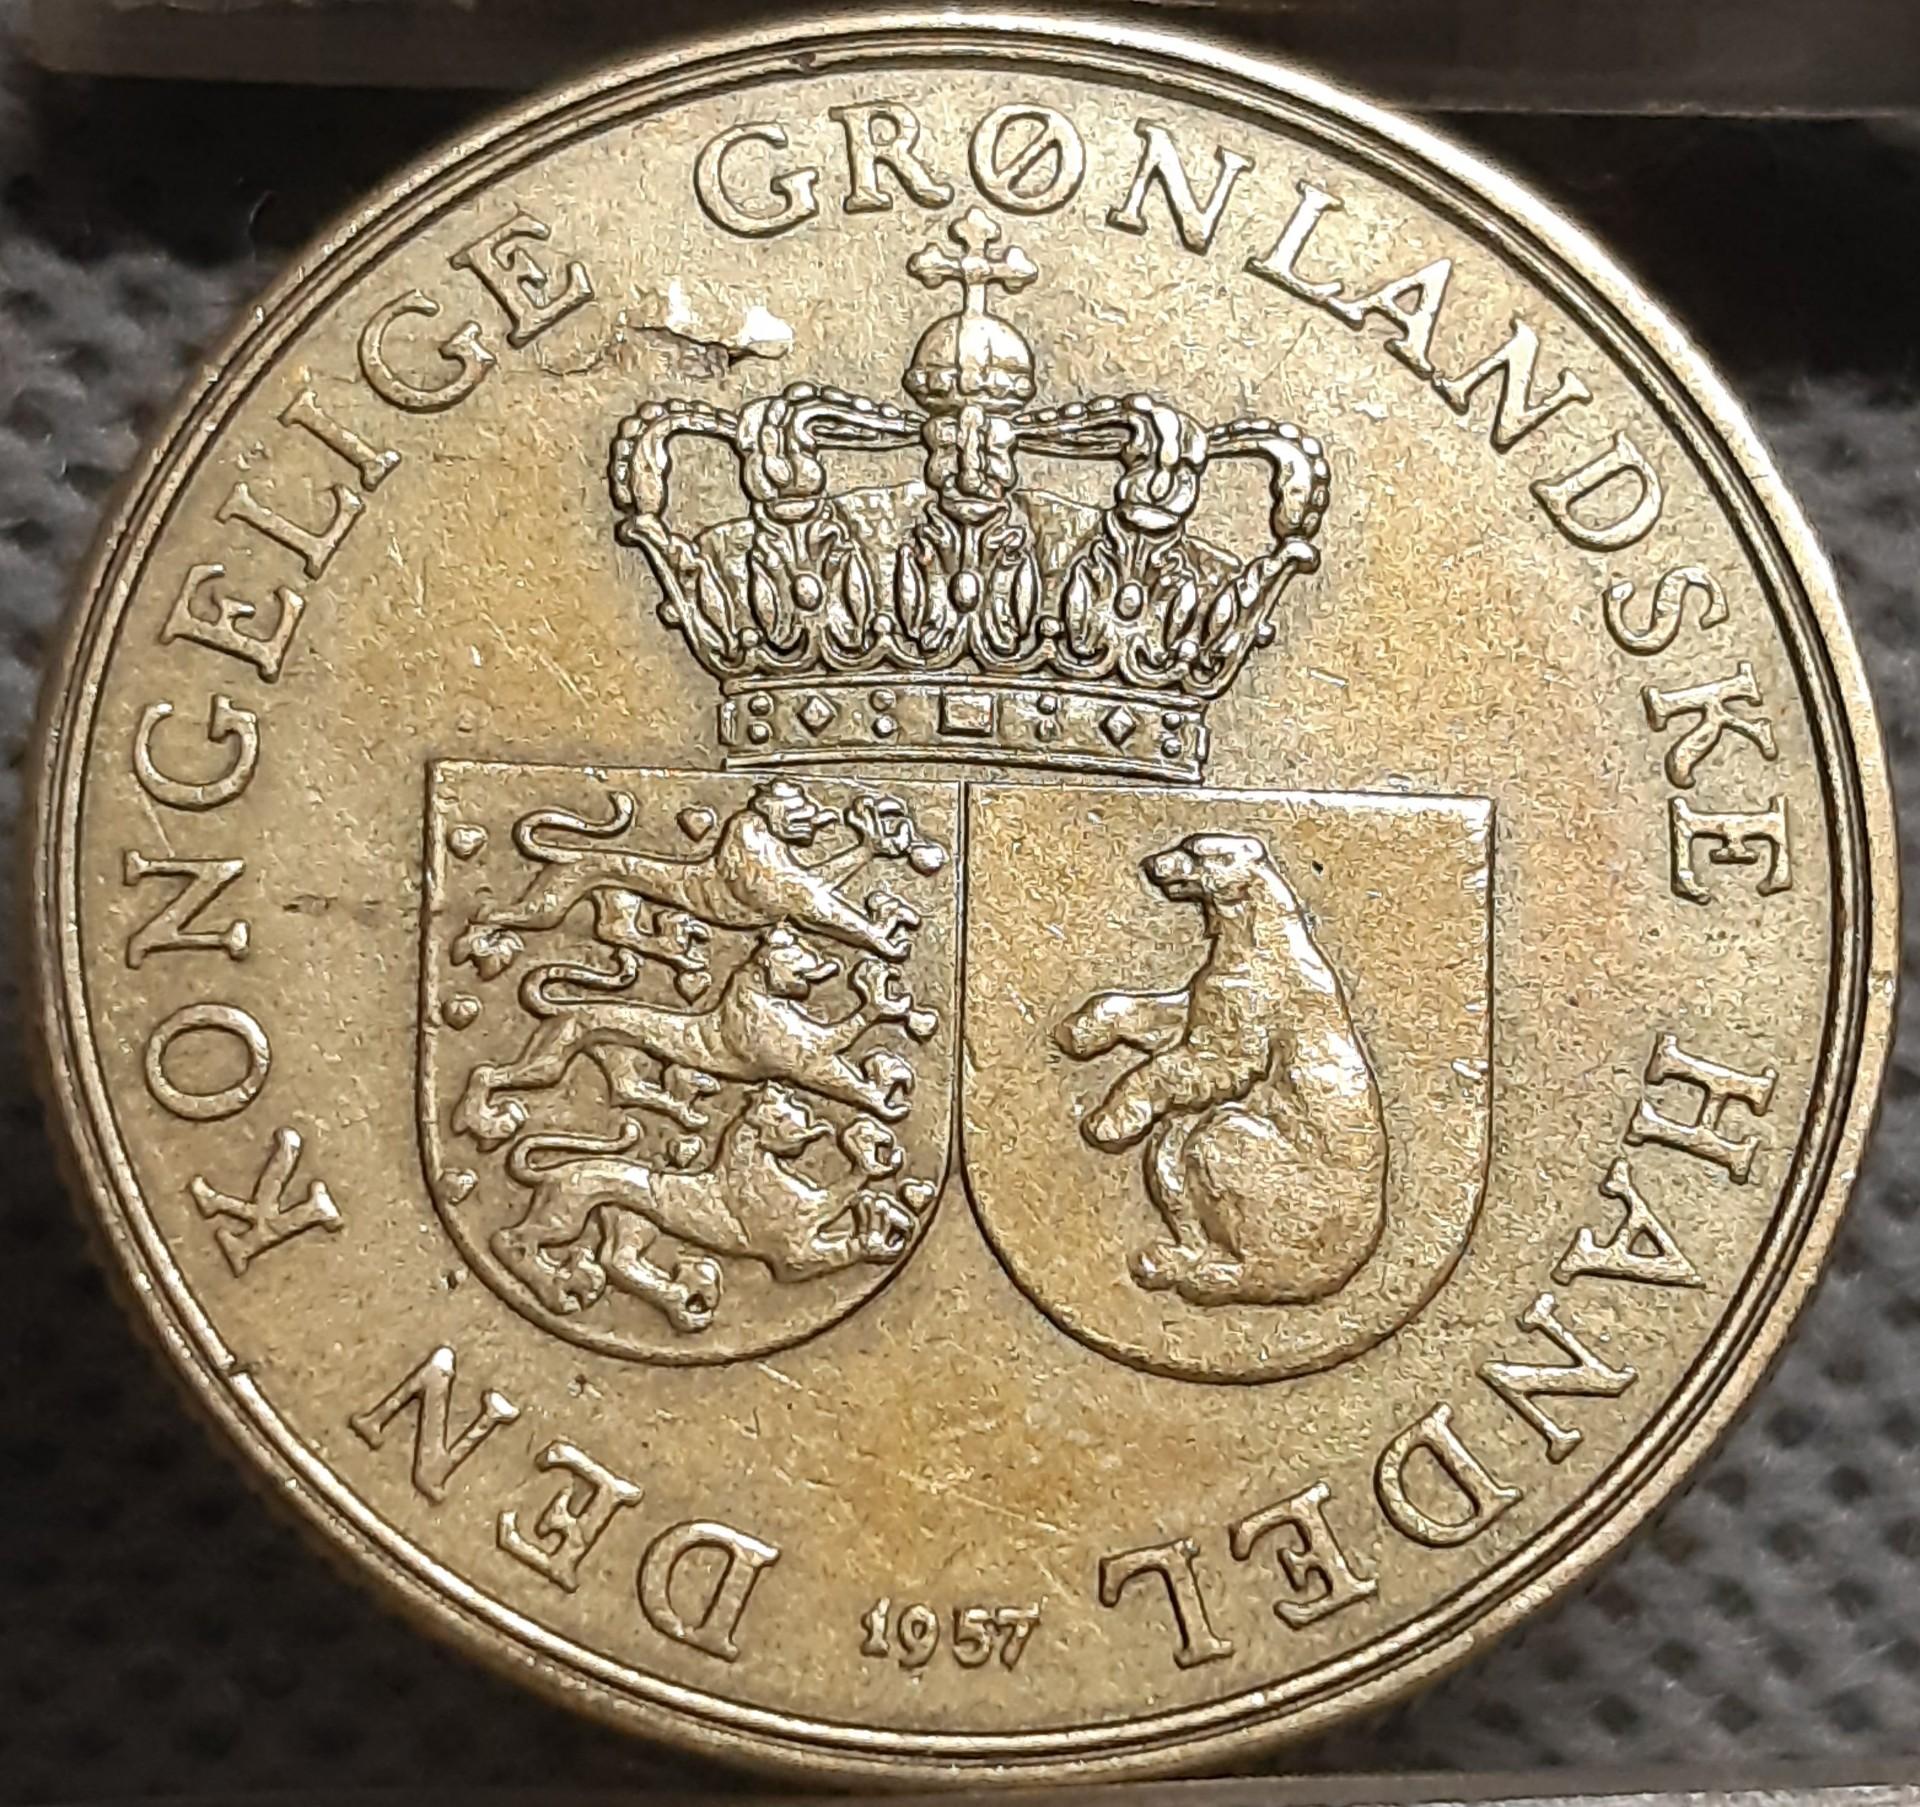 DEN KONGELIGE GRØNLANDSKE HANDEL
1957